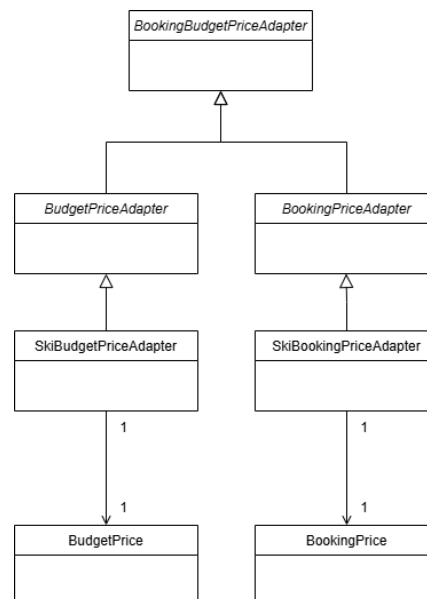 BookingBudgetPriceAdapter
BudgetPriceAdapter
BookingPriceAdapter
SkiBudgetPriceAdapter
SkiBookingPriceAdapter
1
1
1
1
BudgetPrice
BookingPrice